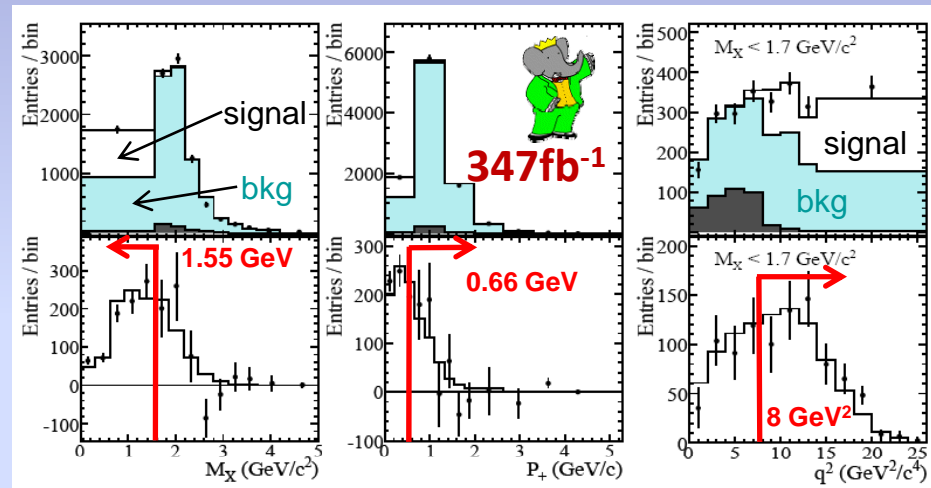 Entries / bin
3000
2000
1000
signal
bkg
Entries / bin
6000
4000
2000
0
347fb⁻¹
Entries / bin
500
400
300
200
100
0
M_X < 1.7 GeV/c²
signal
bkg
Entries / bin
300
200
100
0
-100
1.55 GeV
0 1 2 3 4 5
M_X (GeV/c²)
Entries / bin
300
200
100
0
-100
0.66 GeV
0 1 2 3 4 5
P₊ (GeV/c)
Entries / bin
200
150
100
50
0
M_X < 1.7 GeV/c²
8 GeV²
0 5 10 15 20 25
q² (GeV²/c⁴)